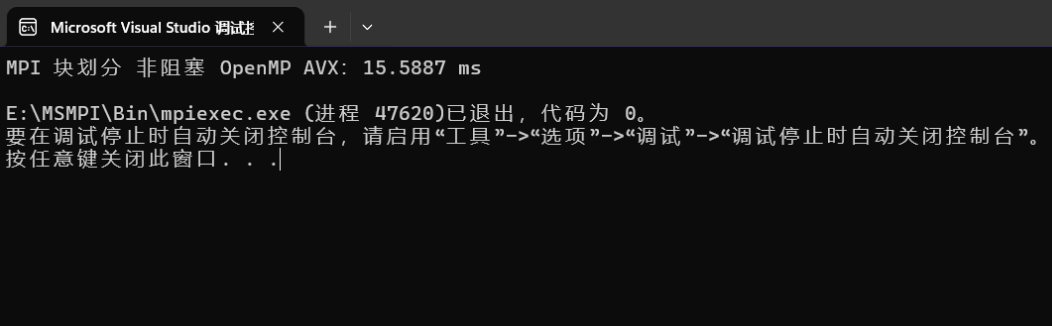 Microsoft Visual Studio 调试控
MPI 块划分 非阻塞 OpenMP AVX: 15.5887 ms
E:\MSMPI\Bin\mpiexec.exe (进程 47620)已退出，代码为 0。
要在调试停止时自动关闭控制台，请启用“工具”->“选项”->“调试”->“调试停止时自动关闭控制台”。
按任意键关闭此窗口. . .